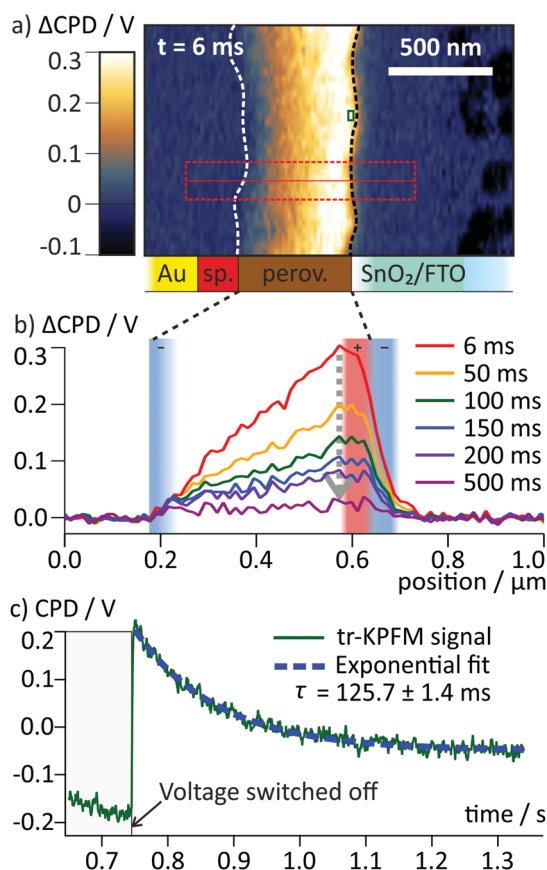 a) ΔCPD / V
0.3
0.2
0.1
0
-0.1
t = 6 ms
500 nm
Au
sp.
perov.
SnO₂/FTO
b) ΔCPD / V
0.3
0.2
0.1
0.0
-
+
-
6 ms
50 ms
100 ms
150 ms
200 ms
500 ms
0.0 0.2 0.4 0.6 0.8 1.0
position / µm
c) CPD / V
0.2
0.1
0.0
-0.1
-0.2
tr-KPFM signal
Exponential fit
τ = 125.7 ± 1.4 ms
Voltage switched off
time / s
0.7 0.8 0.9 1.0 1.1 1.2 1.3